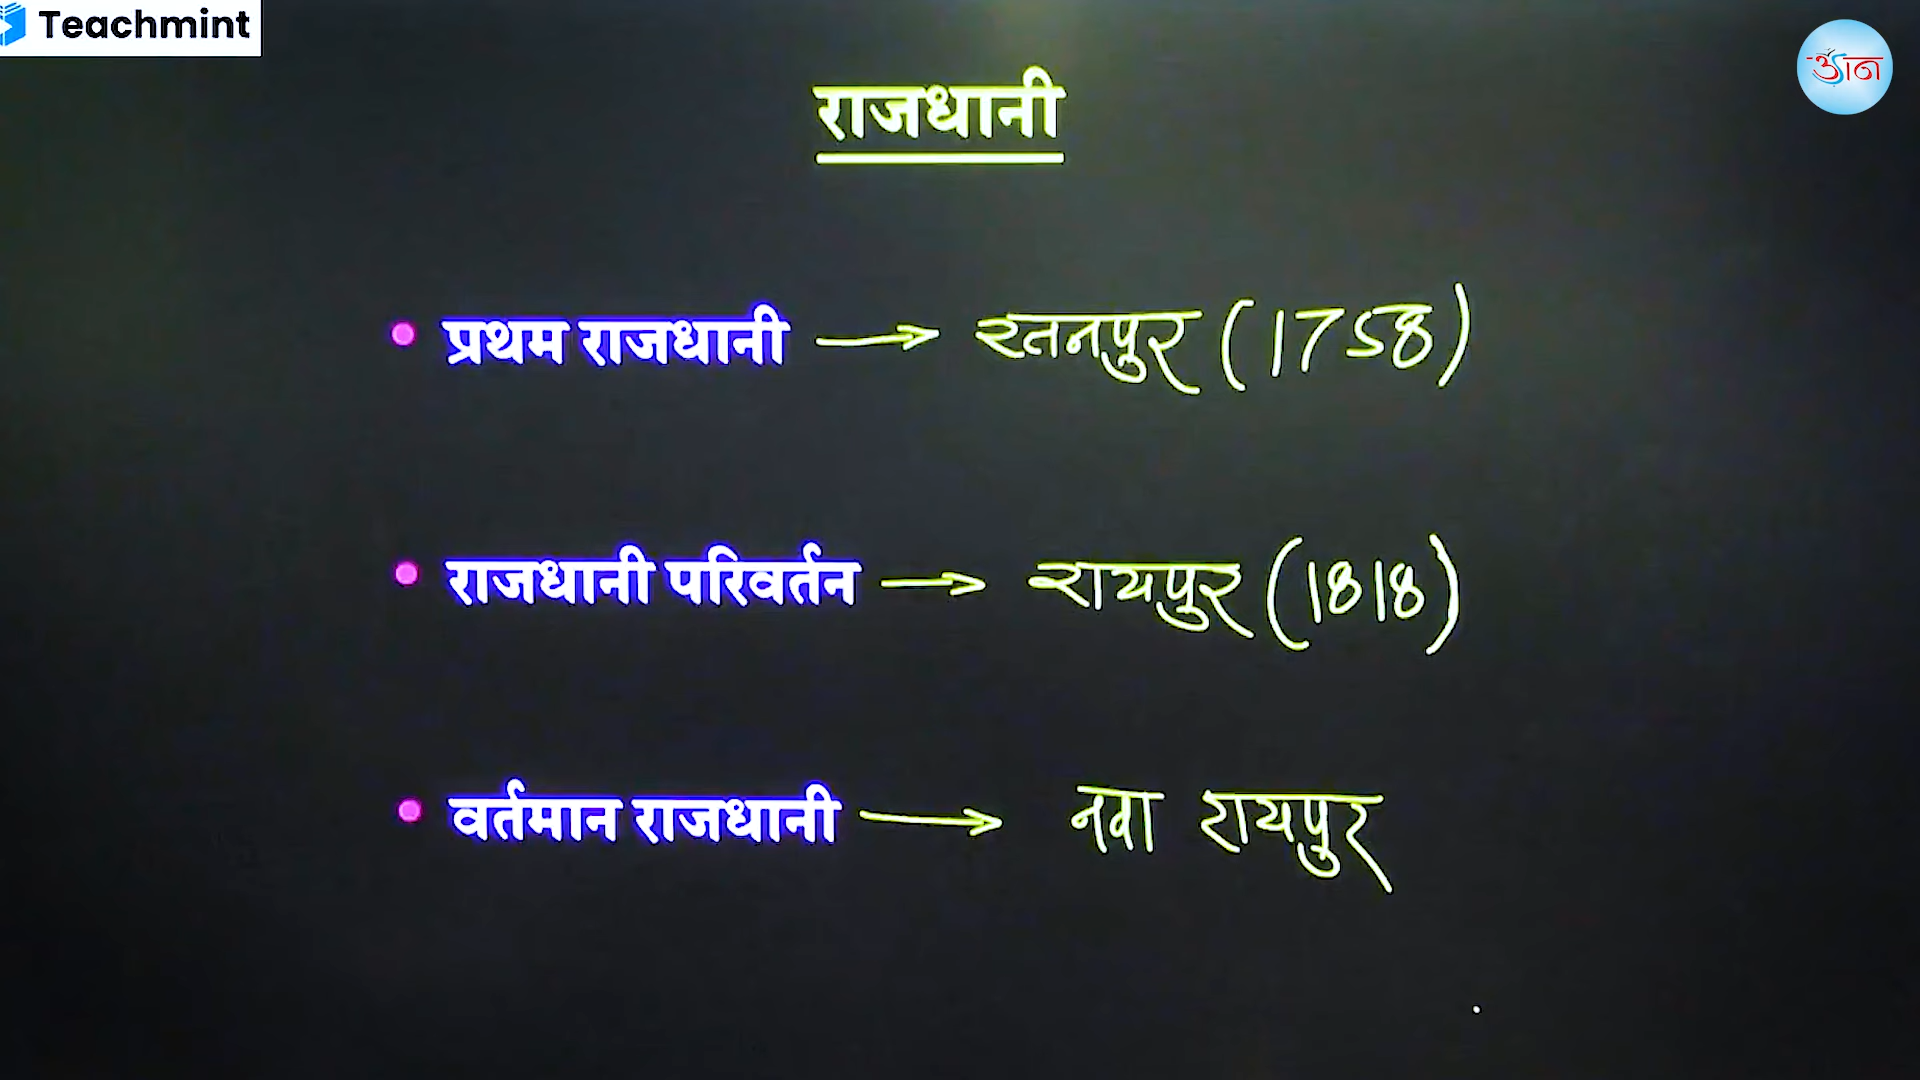 Teachmint
ज्ञान
राजधानी
• प्रथम राजधानी → रतनपुर (1758)
• राजधानी परिवर्तन → रायपुर (1818)
• वर्तमान राजधानी → नवा रायपुर